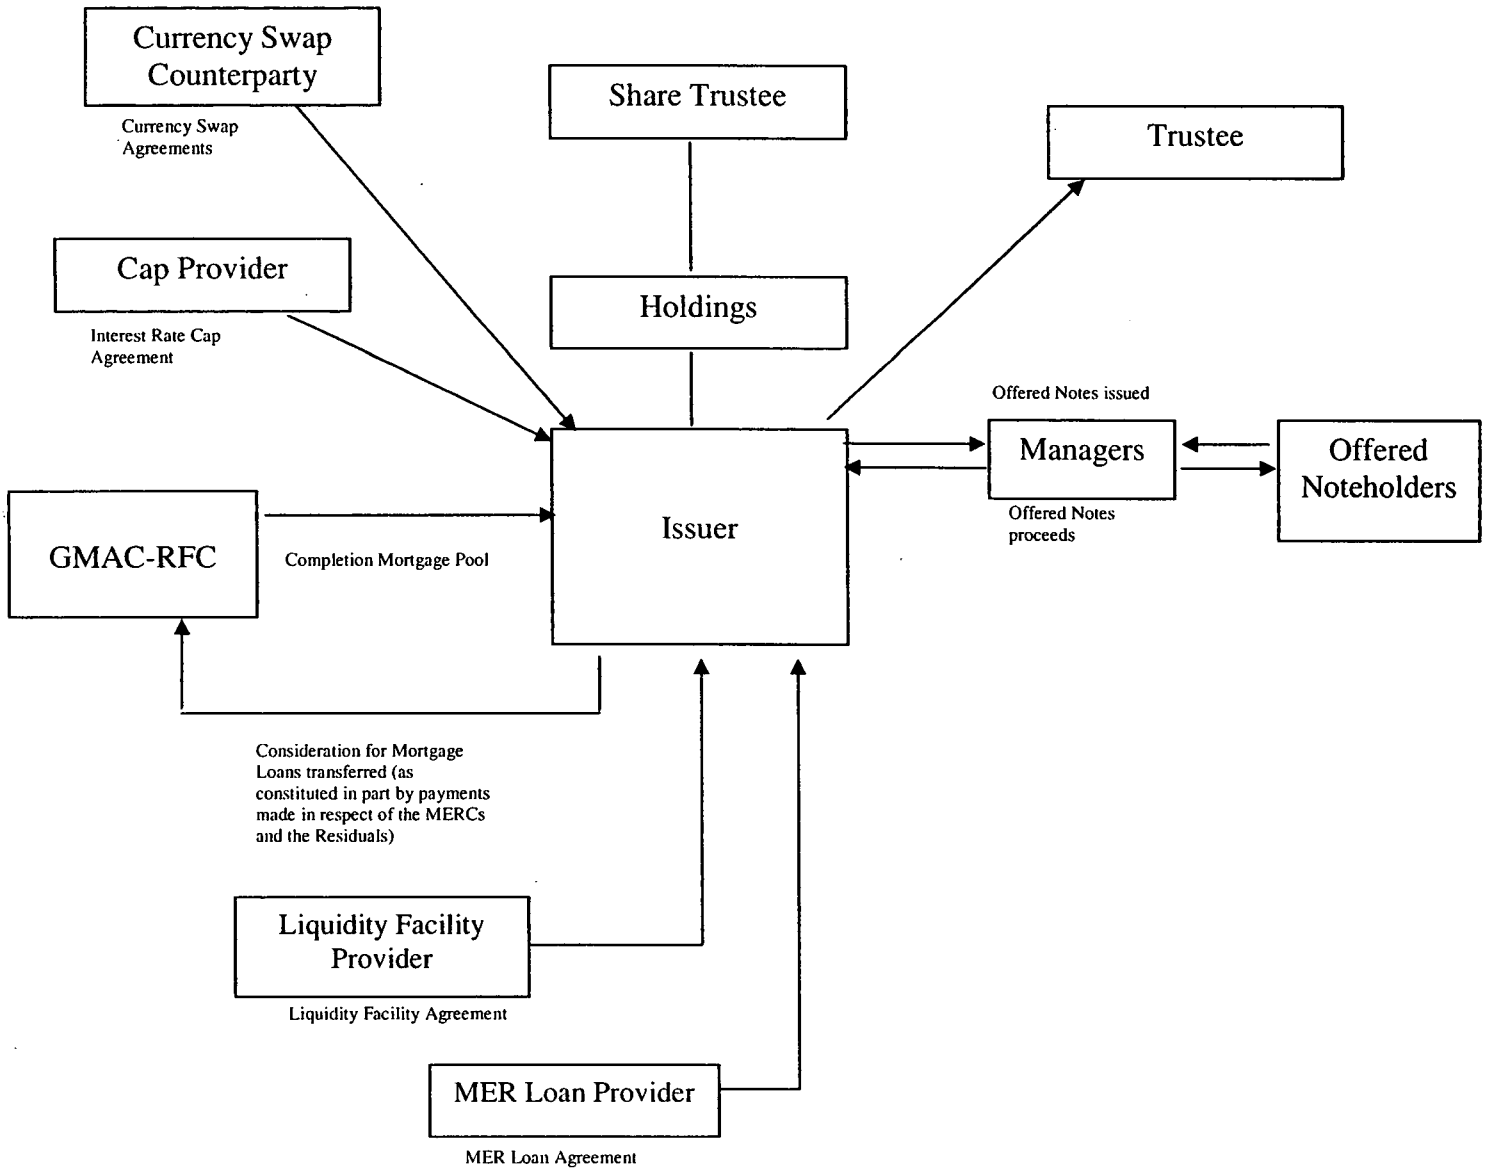 Currency Swap
Counterparty
Currency Swap
Agreements
Share Trustee
Trustee
Cap Provider
Interest Rate Cap
Agreement
Holdings
Offered Notes issued
Managers
Offered Notes
proceeds
Offered
Noteholders
Issuer
GMAC-RFC
Completion Mortgage Pool
Consideration for Mortgage
Loans transferred (as
constituted in part by payments
made in respect of the MERCs
and the Residuals)
Liquidity Facility
Provider
Liquidity Facility Agreement
MER Loan Provider
MER Loan Agreement